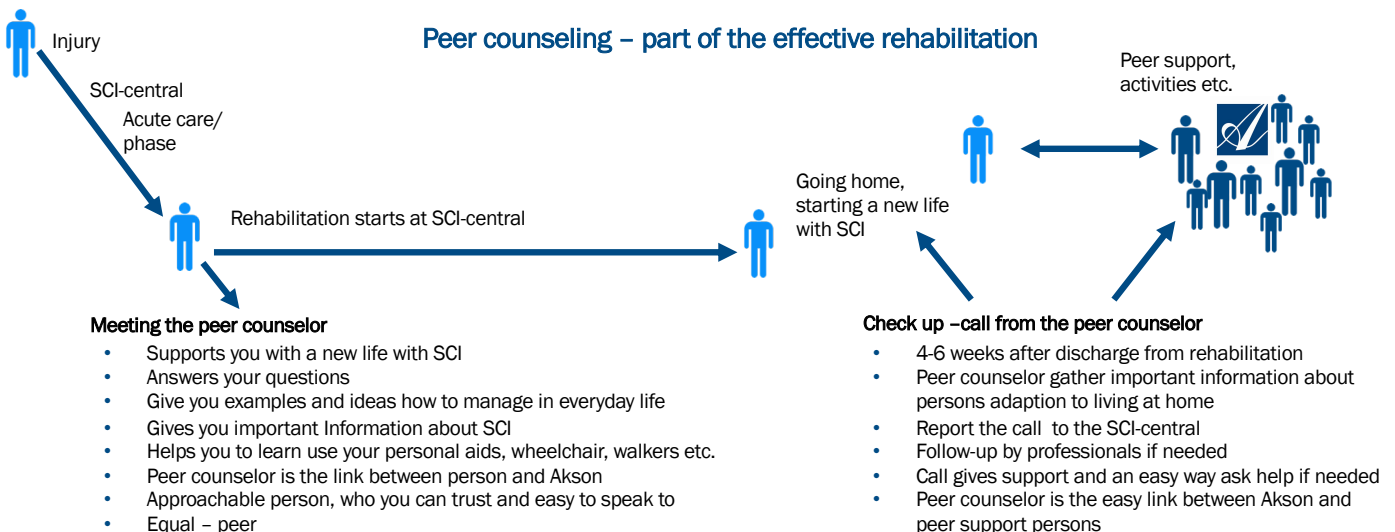 Peer counseling – part of the effective rehabilitation
Injury
SCI-central
Acute care/
phase
Rehabilitation starts at SCI-central
Going home,
starting a new life
with SCI
Peer support,
activities etc.
Meeting the peer counselor
• Supports you with a new life with SCI
• Answers your questions
• Give you examples and ideas how to manage in everyday life
• Gives you important Information about SCI
• Helps you to learn use your personal aids, wheelchair, walkers etc.
• Peer counselor is the link between person and Akson
• Approachable person, who you can trust and easy to speak to
• Equal – peer
Check up –call from the peer counselor
• 4-6 weeks after discharge from rehabilitation
• Peer counselor gather important information about
persons adaption to living at home
• Report the call to the SCI-central
• Follow-up by professionals if needed
• Call gives support and an easy way ask help if needed
• Peer counselor is the easy link between Akson and
peer support persons